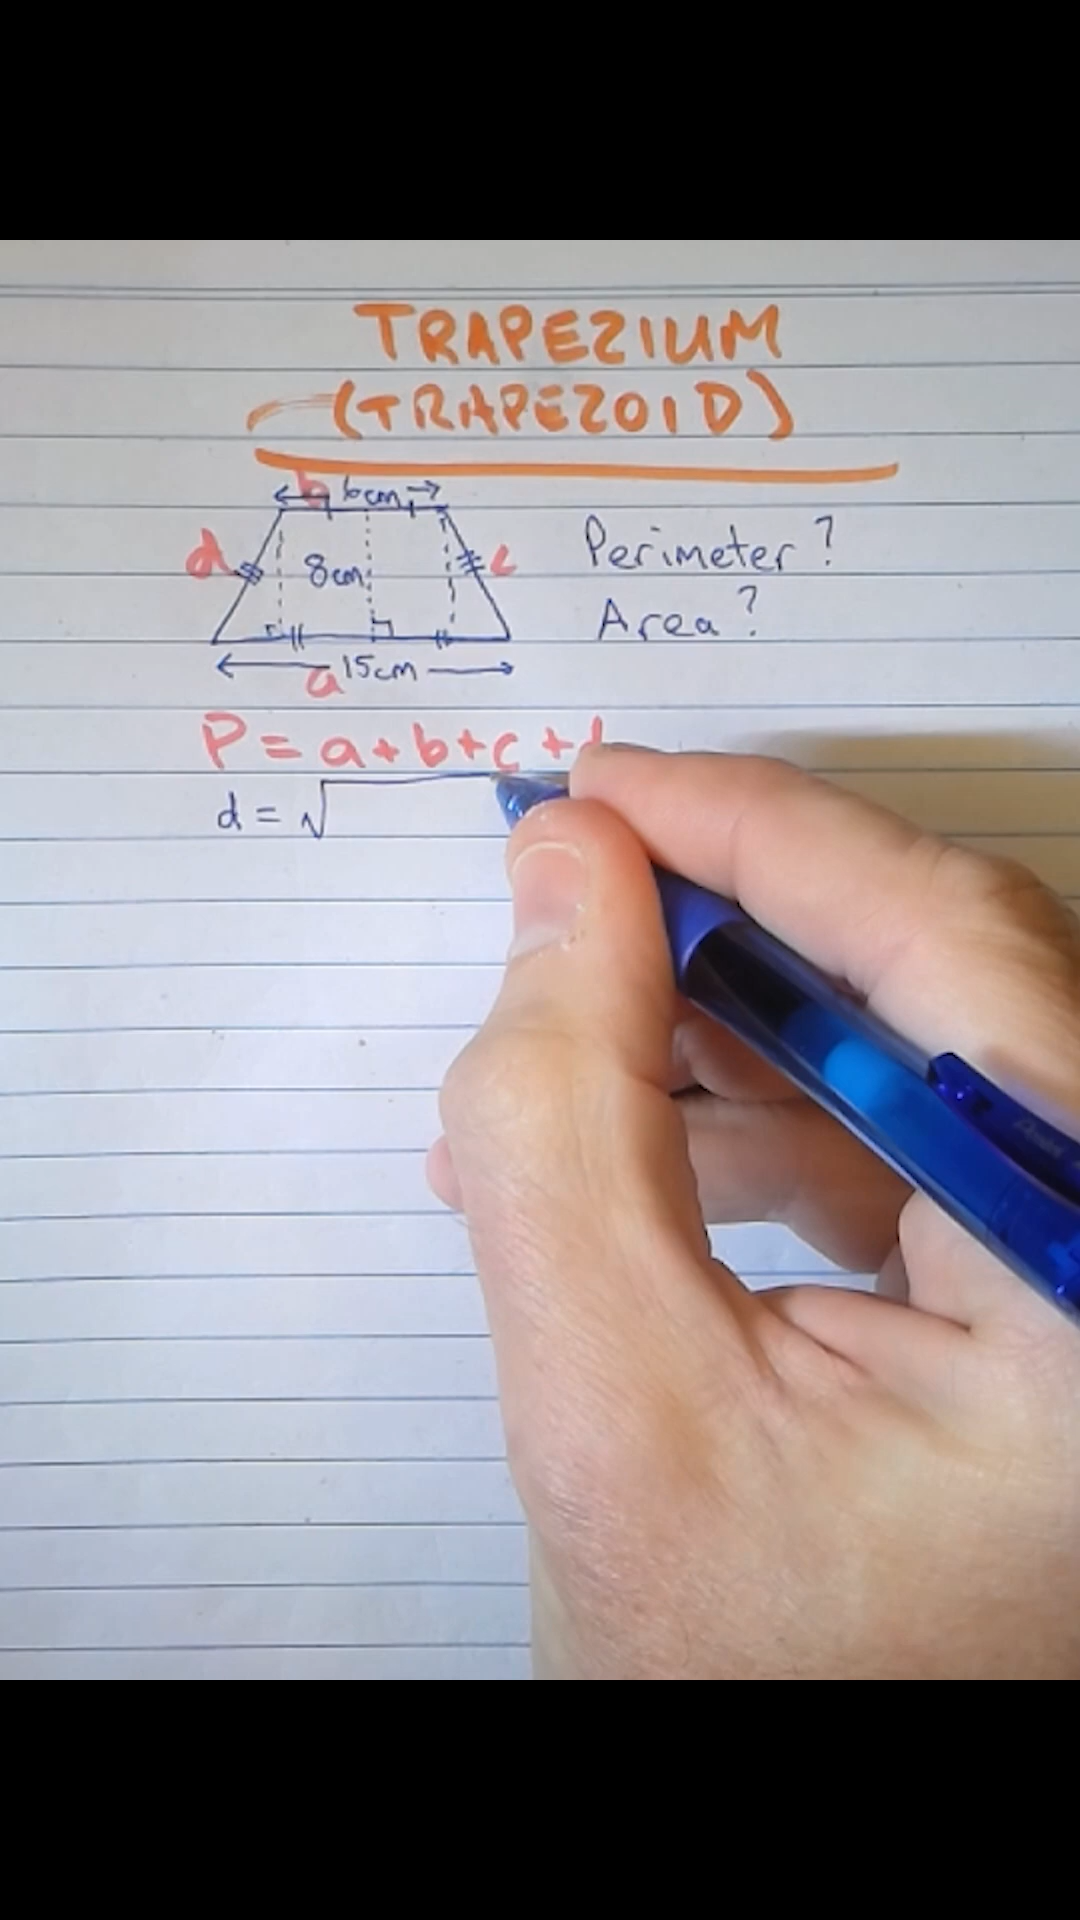 TRAPEZIUM
(TRAPEZOID)
b 6cm
d 8cm c
Perimeter?
Area?
a 15cm
P = a + b + c + d
d = √